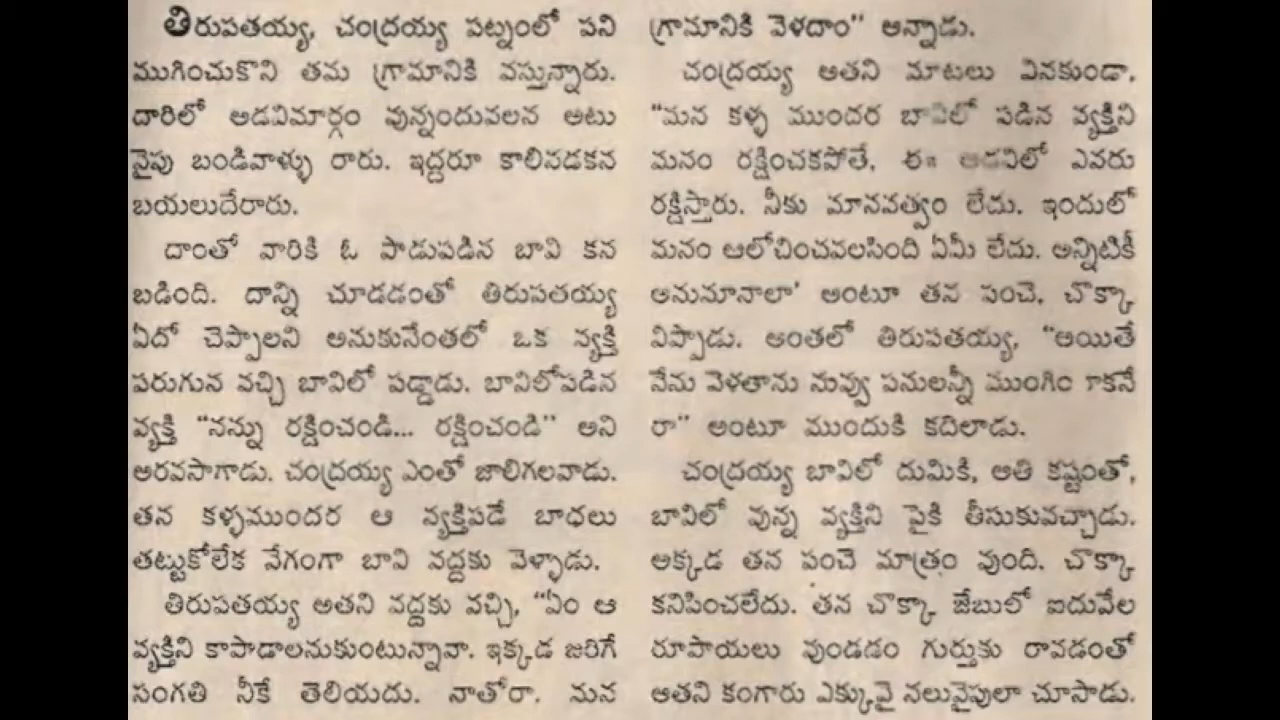 తిరుపతయ్య, చంద్రయ్య పట్నంలో పని
ముగించుకొని తమ గ్రామానికి వస్తున్నారు.
దారిలో అడవిమార్గం వున్నందువలన అటు
వైపు బండివాళ్ళు రారు. ఇద్దరూ కాలినడకన
బయలుదేరారు.
దాంతో వారికి ఓ పాడుపడిన బావి కన
బడింది. దాన్ని చూడడంతో తిరుపతయ్య
ఏదో చెప్పాలని అనుకునేంతలో ఒక వ్యక్తి
పరుగున వచ్చి బావిలో పడ్డాడు. బావిలోపడిన
వ్యక్తి “నన్ను రక్షించండి... రక్షించండి” అని
అరవసాగాడు. చంద్రయ్య ఎంతో జాలిగలవాడు.
తన కళ్ళముందర ఆ వ్యక్తిపడే బాధలు
తట్టుకోలేక వేగంగా బావి వద్దకు వెళ్ళాడు.
తిరుపతయ్య అతని వద్దకు వచ్చి, “ఏం ఆ
వ్యక్తిని కాపాడాలనుకుంటున్నావా. ఇక్కడ జరిగే
సంగతి నీకే తెలియదు. నాతోరా. మన
గ్రామానికి వెళదాం” అన్నాడు.
చంద్రయ్య అతని మాటలు వినకుండా,
“మన కళ్ళ ముందర బావిలో పడిన వ్యక్తిని
మనం రక్షించకపోతే, ఈ అడవిలో ఎవరు
రక్షిస్తారు. నీకు మానవత్వం లేదు. ఇందులో
మనం ఆలోచించవలసింది ఏమీ లేదు. అన్నిటికీ
అనుమానాలా' అంటూ తన పంచె, చొక్కా
విప్పాడు. అంతలో తిరుపతయ్య, “అయితే
నేను వెళతాను నువ్వు పనులన్నీ
రా” అంటూ ముందుకి కదిలాడు.
చంద్రయ్య బావిలో దుమికి, అతి కష్టంతో,
బావిలో వున్న వ్యక్తిని పైకి తీసుకువచ్చాడు.
అక్కడ తన పంచె మాత్రం వుంది. చొక్కా
కనిపించలేదు. తన చొక్కా జేబులో ఐదువేల
రూపాయలు వుండడం గుర్తుకు రావడంతో
అతని కంగారు ఎక్కువై నలువైపులా చూసాడు.